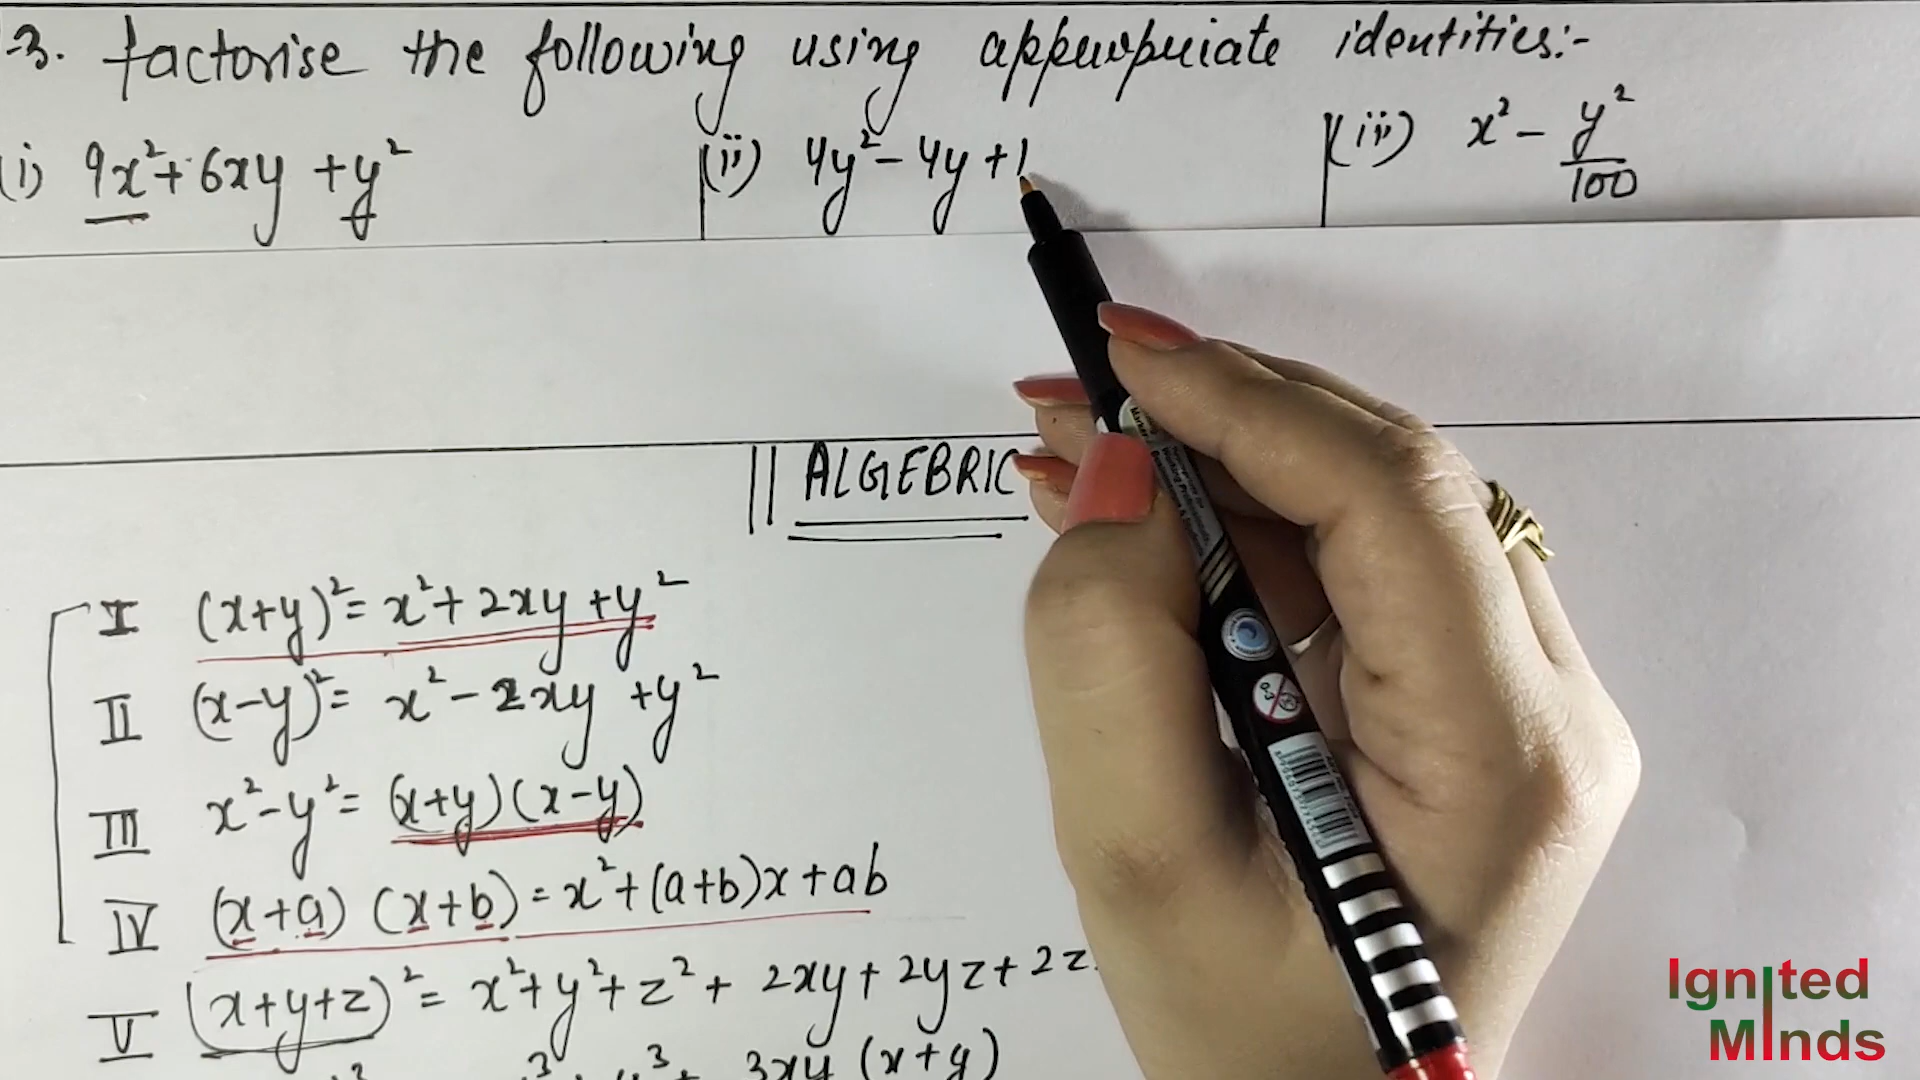 3. factorise the following using appropriate identities:-
(i) 9x² + 6xy + y² (ii) 4y² - 4y + 1 (iii) x² - y²/100
ALGEBRIC
I (x+y)² = x² + 2xy + y²
II (x-y)² = x² - 2xy + y²
III x² - y² = (x+y)(x-y)
IV (x+a) (x+b) = x² + (a+b)x + ab
V (x+y+z)² = x² + y² + z² + 2xy + 2yz + 2z
3xy (x+y)
Ignited
Minds